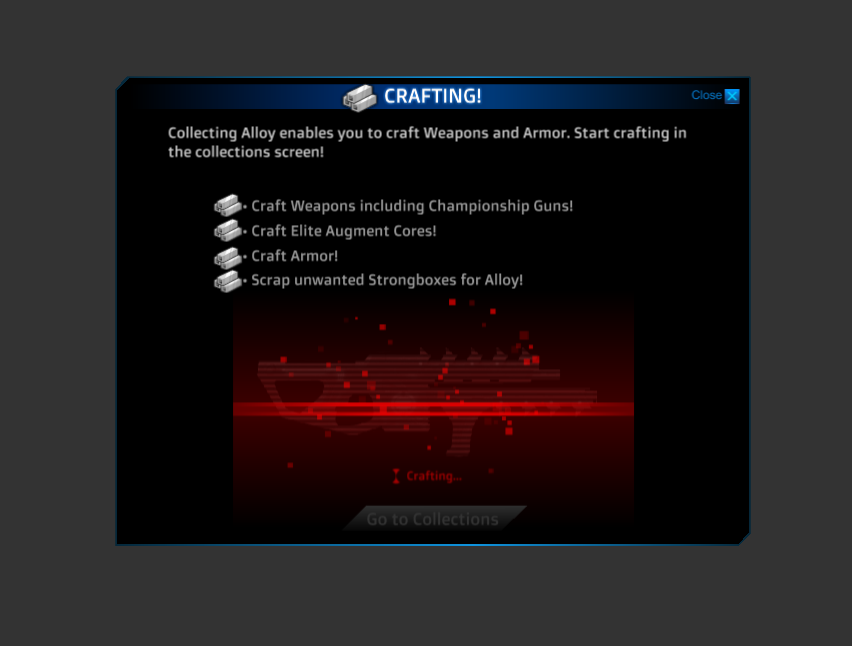 CRAFTING!
Close
Collecting Alloy enables you to craft Weapons and Armor. Start crafting in
the collections screen!
• Craft Weapons including Championship Guns!
• Craft Elite Augment Cores!
• Craft Armor!
• Scrap unwanted Strongboxes for Alloy!
Crafting...
Go to Collections